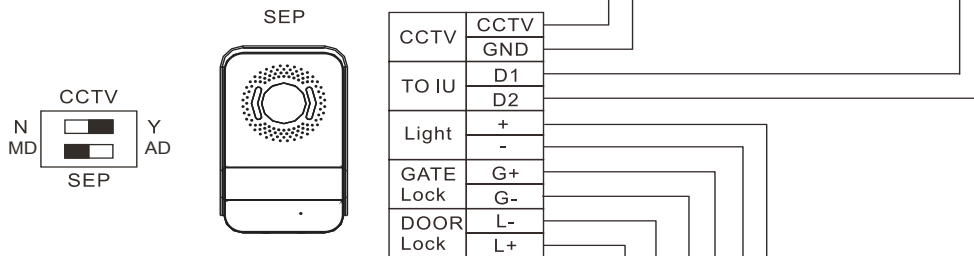 SEP
CCTV
N Y
MD AD
SEP
CCTV CCTV
GND
TO IU D1
D2
Light +
-
GATE Lock G+
G-
DOOR Lock L-
L+